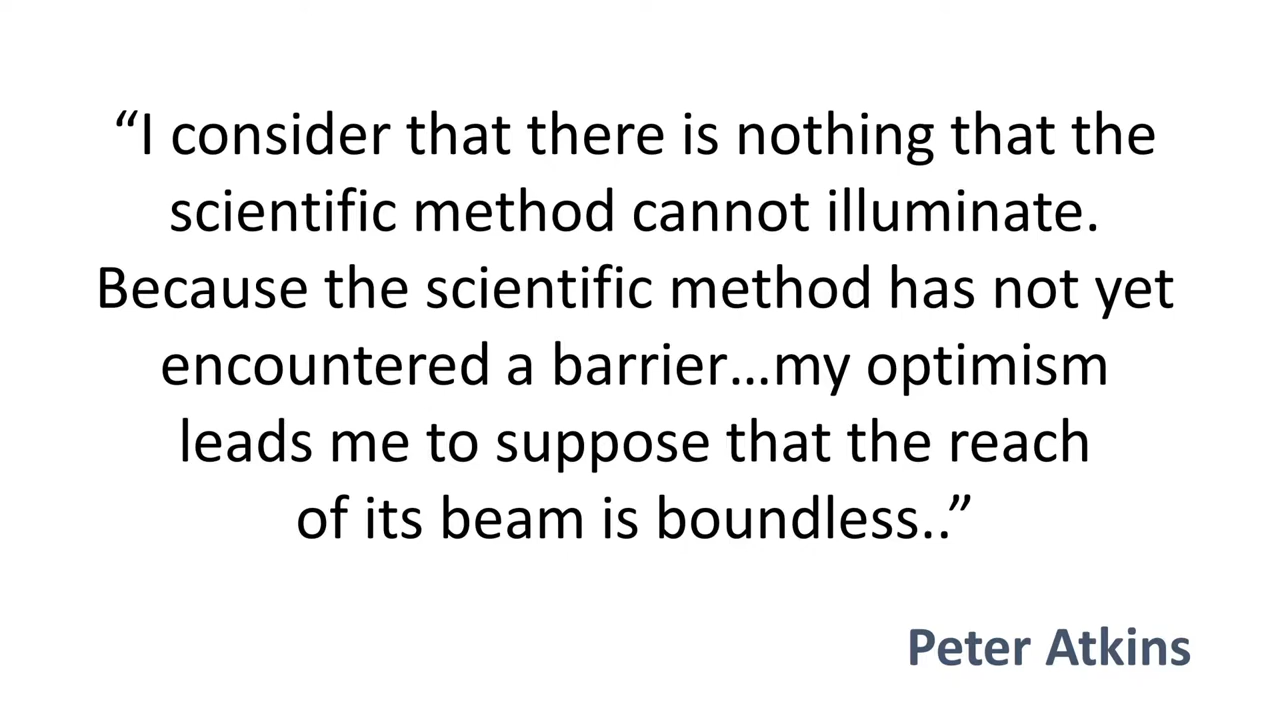 “I consider that there is nothing that the
scientific method cannot illuminate.
Because the scientific method has not yet
encountered a barrier…my optimism
leads me to suppose that the reach
of its beam is boundless..”
Peter Atkins